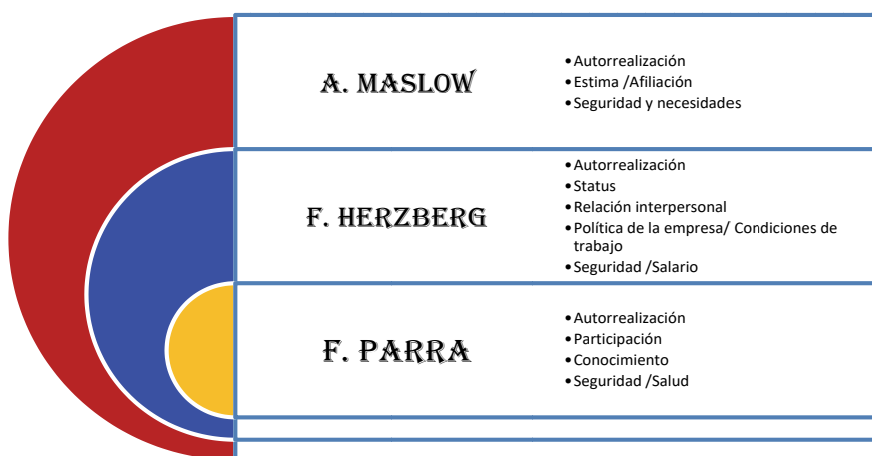 A. MASLOW
•Autorrealización
•Estima /Afiliación
•Seguridad y necesidades
F. HERZBERG
•Autorrealización
•Status
•Relación interpersonal
•Política de la empresa/ Condiciones de
trabajo
•Seguridad /Salario
F. PARRA
•Autorrealización
•Participación
•Conocimiento
•Seguridad /Salud